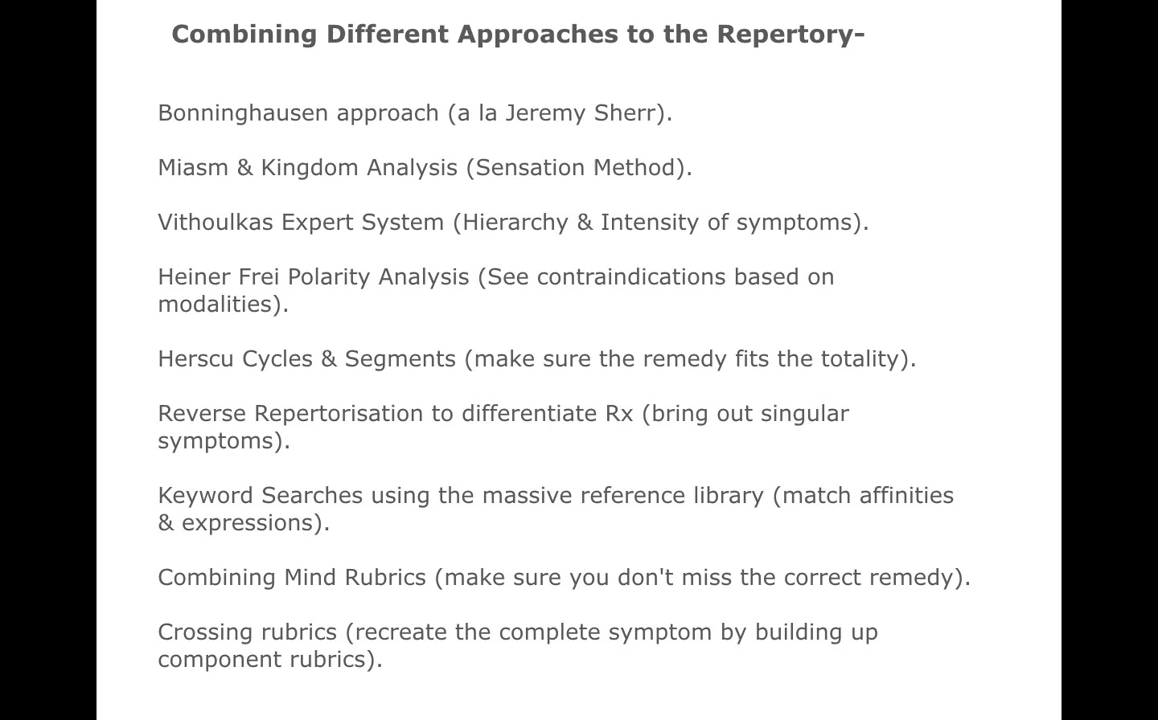 Combining Different Approaches to the Repertory-
Bonninghausen approach (a la Jeremy Sherr).
Miasm & Kingdom Analysis (Sensation Method).
Vithoulkas Expert System (Hierarchy & Intensity of symptoms).
Heiner Frei Polarity Analysis (See contraindications based on
modalities).
Herscu Cycles & Segments (make sure the remedy fits the totality).
Reverse Repertorisation to differentiate Rx (bring out singular
symptoms).
Keyword Searches using the massive reference library (match affinities
& expressions).
Combining Mind Rubrics (make sure you don't miss the correct remedy).
Crossing rubrics (recreate the complete symptom by building up
component rubrics).